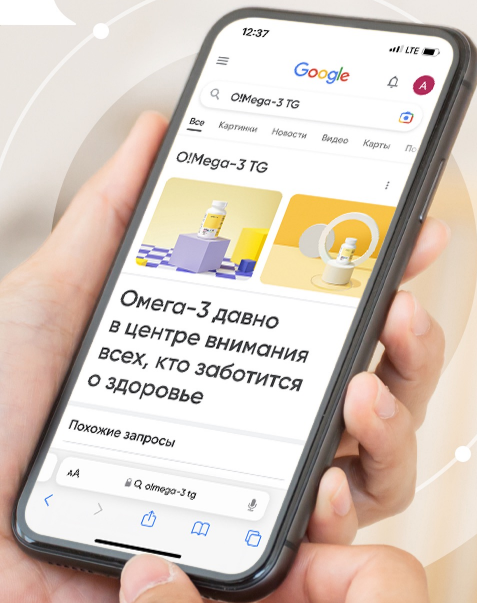 12:37
LTE
Google
A
O!Mega-3 TG
Все Картинки Новости Видео Карты По
O!Mega-3 TG
Омега-3 давно
в центре внимания
всех, кто заботится
о здоровье
Похожие запросы
AA
o!mega-3 tg